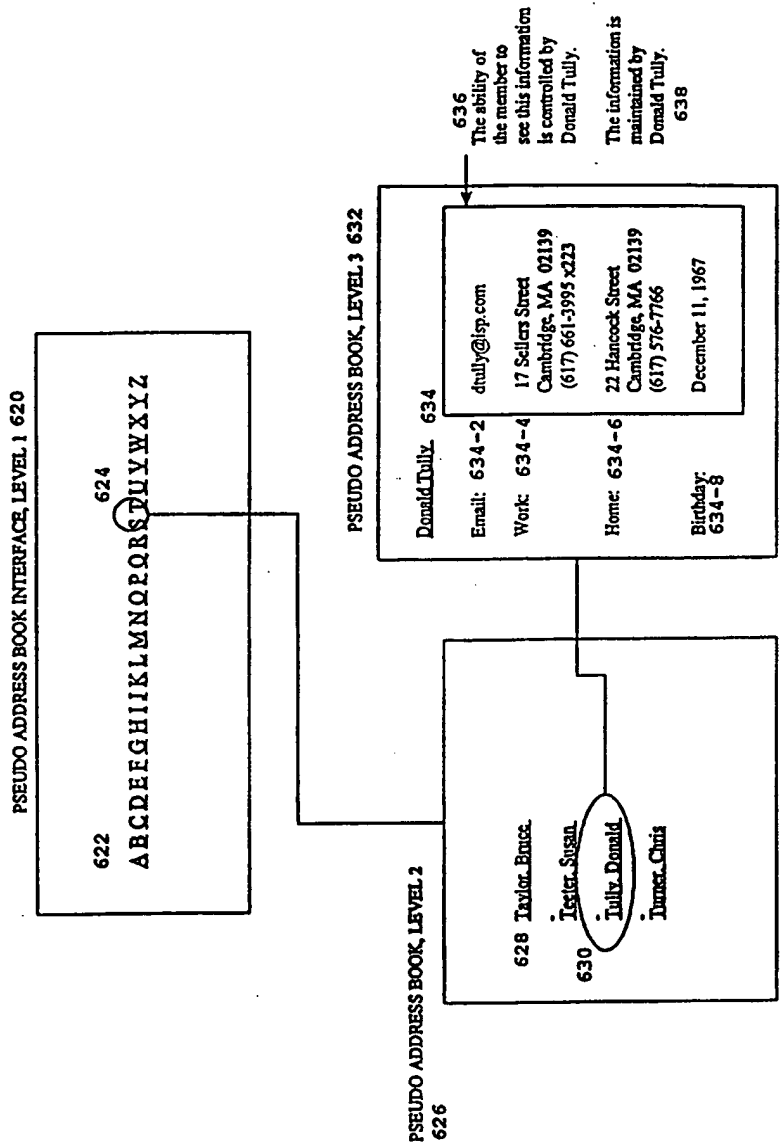 PSEUDO ADDRESS BOOK INTERFACE, LEVEL 1 620
622
624
A B C D E F G H I J K L M N O P Q R S T U V W X Y Z
PSEUDO ADDRESS BOOK, LEVEL 2
626
628 Taylor, Bruce
Teeter, Susan
630
Tully, Donald
Turner, Chris
PSEUDO ADDRESS BOOK, LEVEL 3 632
Donald Tully 634
Email: 634-2 dtully@isp.com
Work: 634-4 17 Sellers Street
Cambridge, MA 02139
(617) 661-3995 x223
Home: 634-6 22 Hancock Street
Cambridge, MA 02139
(617) 576-7766
Birthday: December 11, 1967
634-8
636
The ability of
the member to
see this information
is controlled by
Donald Tully.
The information is
maintained by
Donald Tully.
638